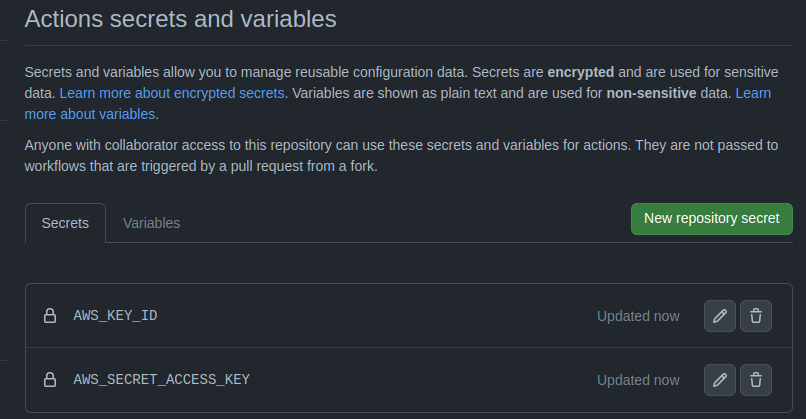 Actions secrets and variables
Secrets and variables allow you to manage reusable configuration data. Secrets are encrypted and are used for sensitive
data. Learn more about encrypted secrets. Variables are shown as plain text and are used for non-sensitive data. Learn
more about variables.
Anyone with collaborator access to this repository can use these secrets and variables for actions. They are not passed to
workflows that are triggered by a pull request from a fork.
Secrets Variables New repository secret
AWS_KEY_ID Updated now
AWS_SECRET_ACCESS_KEY Updated now